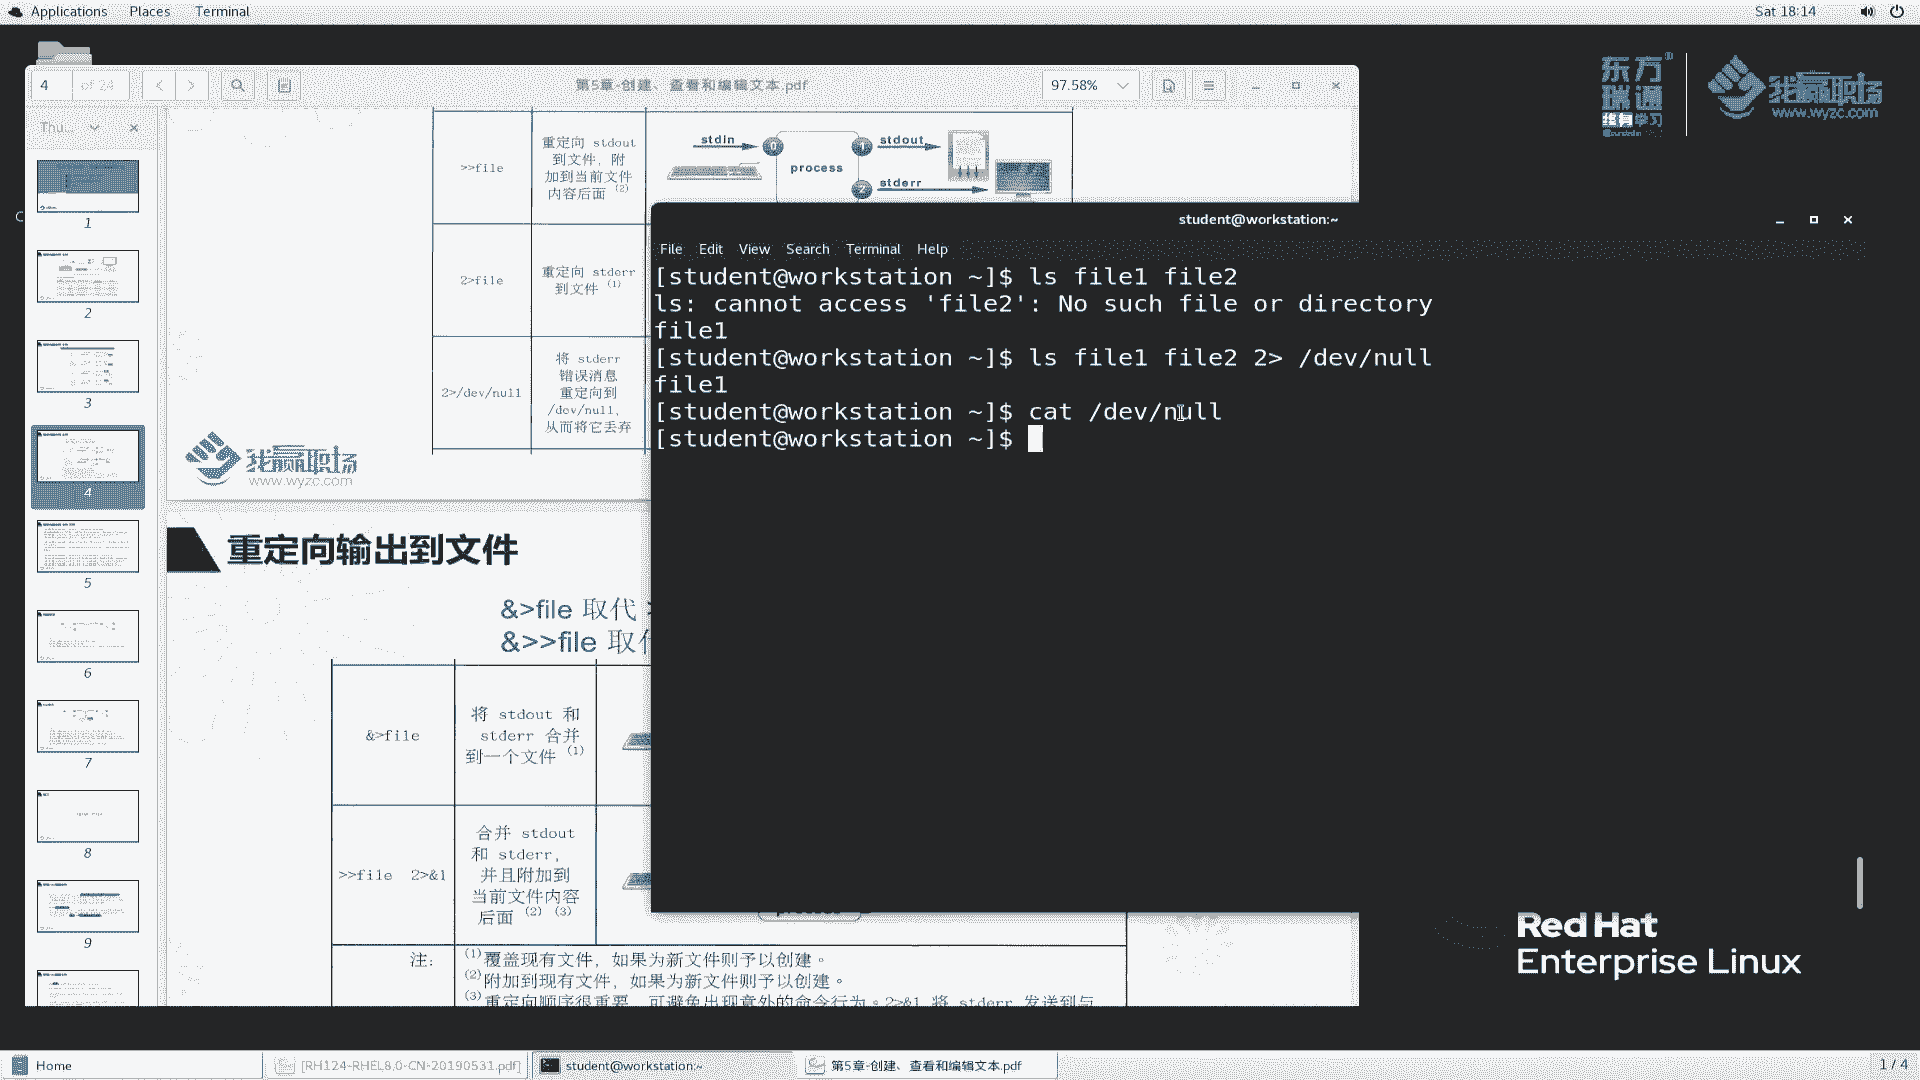 Applications Places Terminal
Sat 18:14
东方瑞通
终身学习
我赢职场
www.wyzc.com
4 of 24
第5章-创建、查看和编辑文本.pdf
97.58%
Thu...
1
2
3
4
5
6
7
8
9
>>file
重定向 stdout
到文件，附
加到当前文件
内容后面 (2)
stdin
0
process
1
stdout
2
stderr
2>file
重定向 stderr
到文件 (1)
2>/dev/null
将 stderr
错误消息
重定向到
/dev/null，
从而将它丢弃
我赢职场
www.wyzc.com
重定向输出到文件
&>file 取代
&>>file 取代
&>file
将 stdout 和
stderr 合并
到一个文件 (1)
>>file 2>&1
合并 stdout
和 stderr，
并且附加到
当前文件内容
后面 (2) (3)
注：
(1)覆盖现有文件，如果为新文件则予以创建。
(2)附加到现有文件，如果为新文件则予以创建。
(3)重定向顺序很重要，可避免出现意外的命令行为。2>&1 将 stderr 发送到与
student@workstation:~
File Edit View Search Terminal Help
[student@workstation ~]$ ls file1 file2
ls: cannot access 'file2': No such file or directory
file1
[student@workstation ~]$ ls file1 file2 2> /dev/null
file1
[student@workstation ~]$ cat /dev/null
[student@workstation ~]$
Red Hat
Enterprise Linux
Home
[RH124-RHEL8.0-CN-20190531.pdf]
student@workstation:~
第5章-创建、查看和编辑文本.pdf
1 / 4